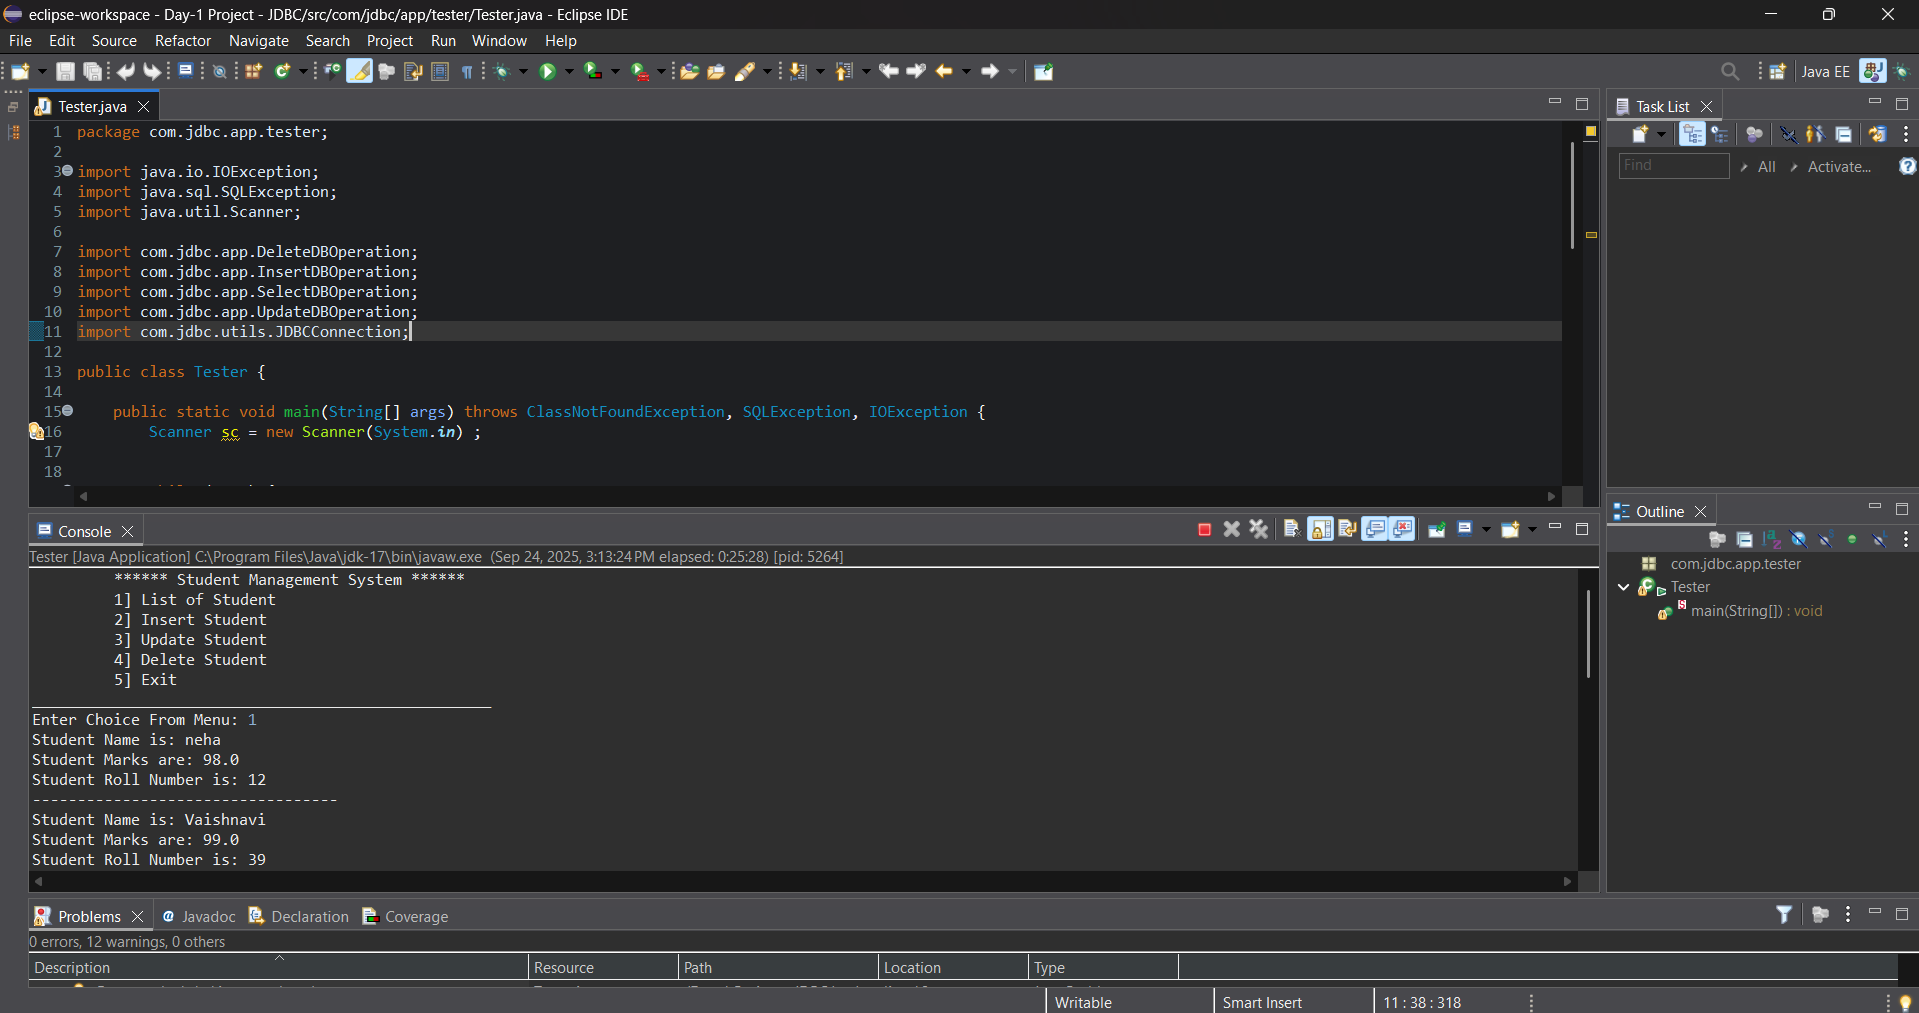 eclipse-workspace - Day-1 Project - JDBC/src/com/jdbc/app/tester/Tester.java - Eclipse IDE
File Edit Source Refactor Navigate Search Project Run Window Help
Java EE
Tester.java
1 package com.jdbc.app.tester;
2
3 import java.io.IOException;
4 import java.sql.SQLException;
5 import java.util.Scanner;
6
7 import com.jdbc.app.DeleteDBOperation;
8 import com.jdbc.app.InsertDBOperation;
9 import com.jdbc.app.SelectDBOperation;
10 import com.jdbc.app.UpdateDBOperation;
11 import com.jdbc.utils.JDBCConnection;
12
13 public class Tester {
14
15 public static void main(String[] args) throws ClassNotFoundException, SQLException, IOException {
16 Scanner sc = new Scanner(System.in) ;
17
18
Task List
Find All Activate...
Console
Tester [Java Application] C:\Program Files\Java\jdk-17\bin\javaw.exe (Sep 24, 2025, 3:13:24 PM elapsed: 0:25:28) [pid: 5264]
****** Student Management System ******
1] List of Student
2] Insert Student
3] Update Student
4] Delete Student
5] Exit
___________________________________________________
Enter Choice From Menu: 1
Student Name is: neha
Student Marks are: 98.0
Student Roll Number is: 12
----------------------------------
Student Name is: Vaishnavi
Student Marks are: 99.0
Student Roll Number is: 39
Outline
com.jdbc.app.tester
Tester
main(String[]) : void
Problems Javadoc Declaration Coverage
0 errors, 12 warnings, 0 others
Description Resource Path Location Type
Writable Smart Insert 11 : 38 : 318